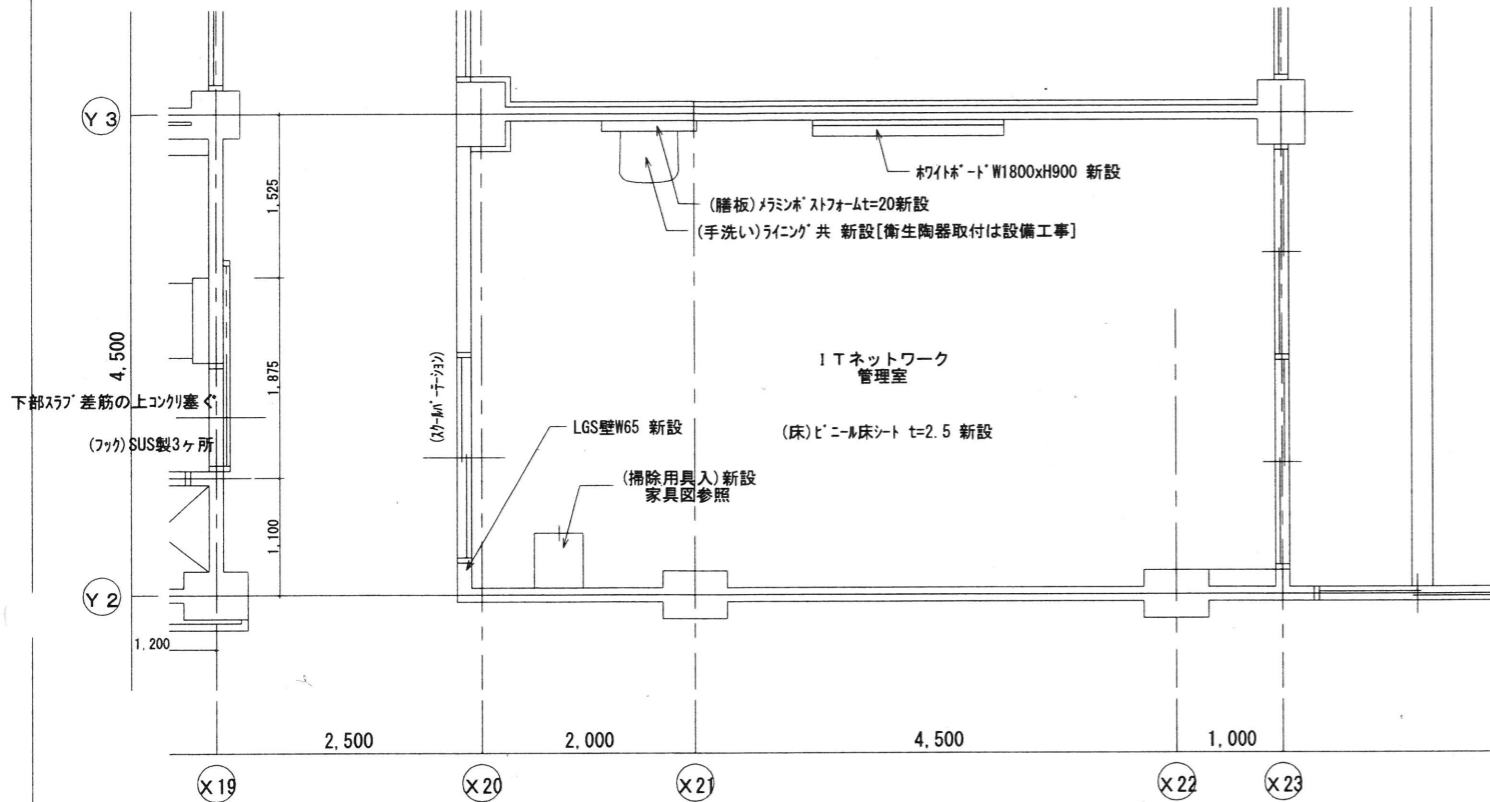 Y 3
1,525
ﾎﾜｲﾄﾎﾞｰﾄﾞW1800xH900 新設
(膳板)ﾒﾗﾐﾝﾎﾟｽﾄﾌｫｰﾑt=20新設
(手洗い)ﾗｲﾆﾝｸﾞ共 新設[衛生陶器取付は設備工事]
4,500
1,875
(ｽｸｰﾙﾊﾟｰﾃｰｼｮﾝ)
ＩＴネットワーク
管理室
下部ｽﾗﾌﾞ差筋の上ｺﾝｸﾘ塞ぐ
LGS壁W65 新設
(床)ﾋﾞﾆｰﾙ床ｼｰﾄ t=2.5 新設
(ﾌｯｸ)SUS製3ヶ所
(掃除用具入)新設
家具図参照
1,100
Y 2
1,200
2,500
2,000
4,500
1,000
X19
X20
X21
X22
X23